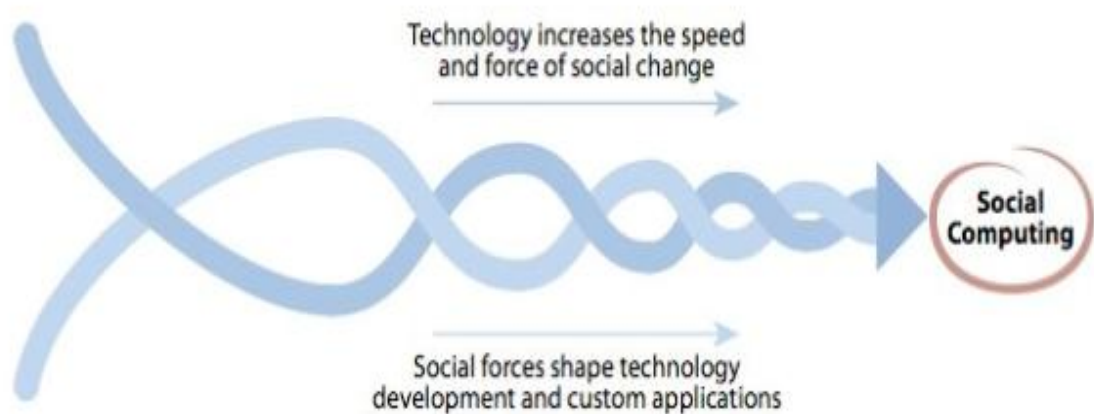 Technology increases the speed
and force of social change
Social
Computing
Social forces shape technology
development and custom applications